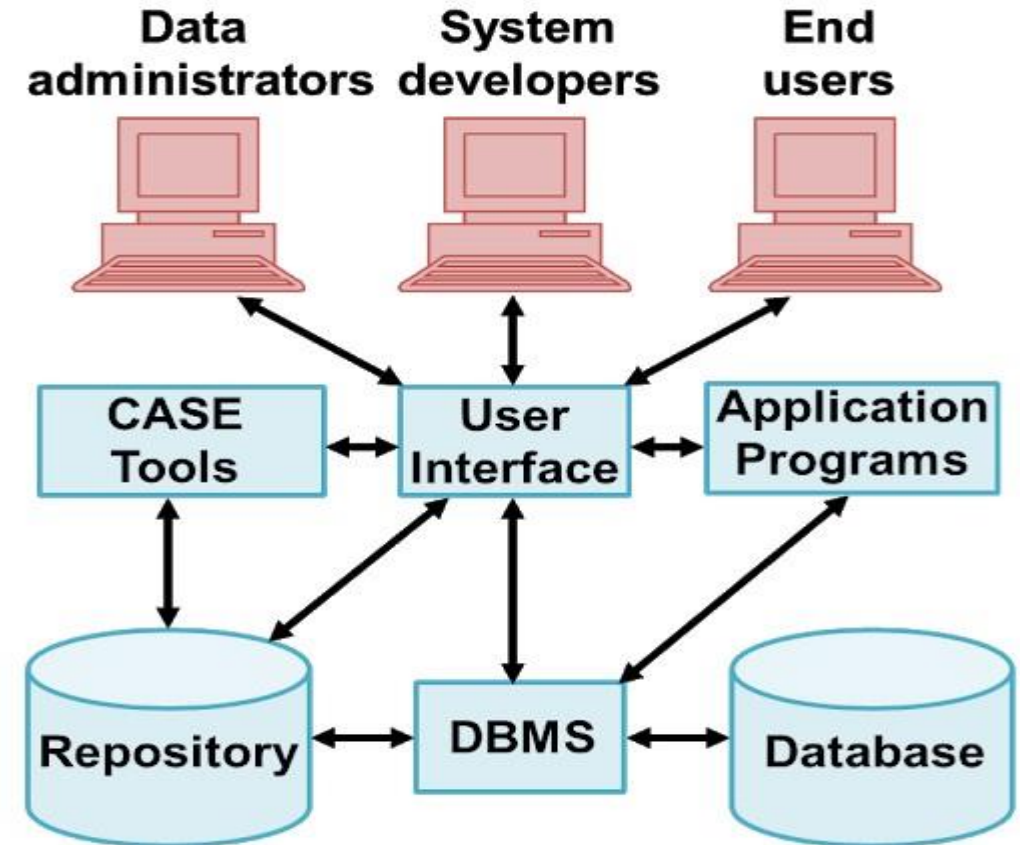 Data
administrators
System
developers
End
users
CASE
Tools
User
Interface
Application
Programs
Repository
DBMS
Database